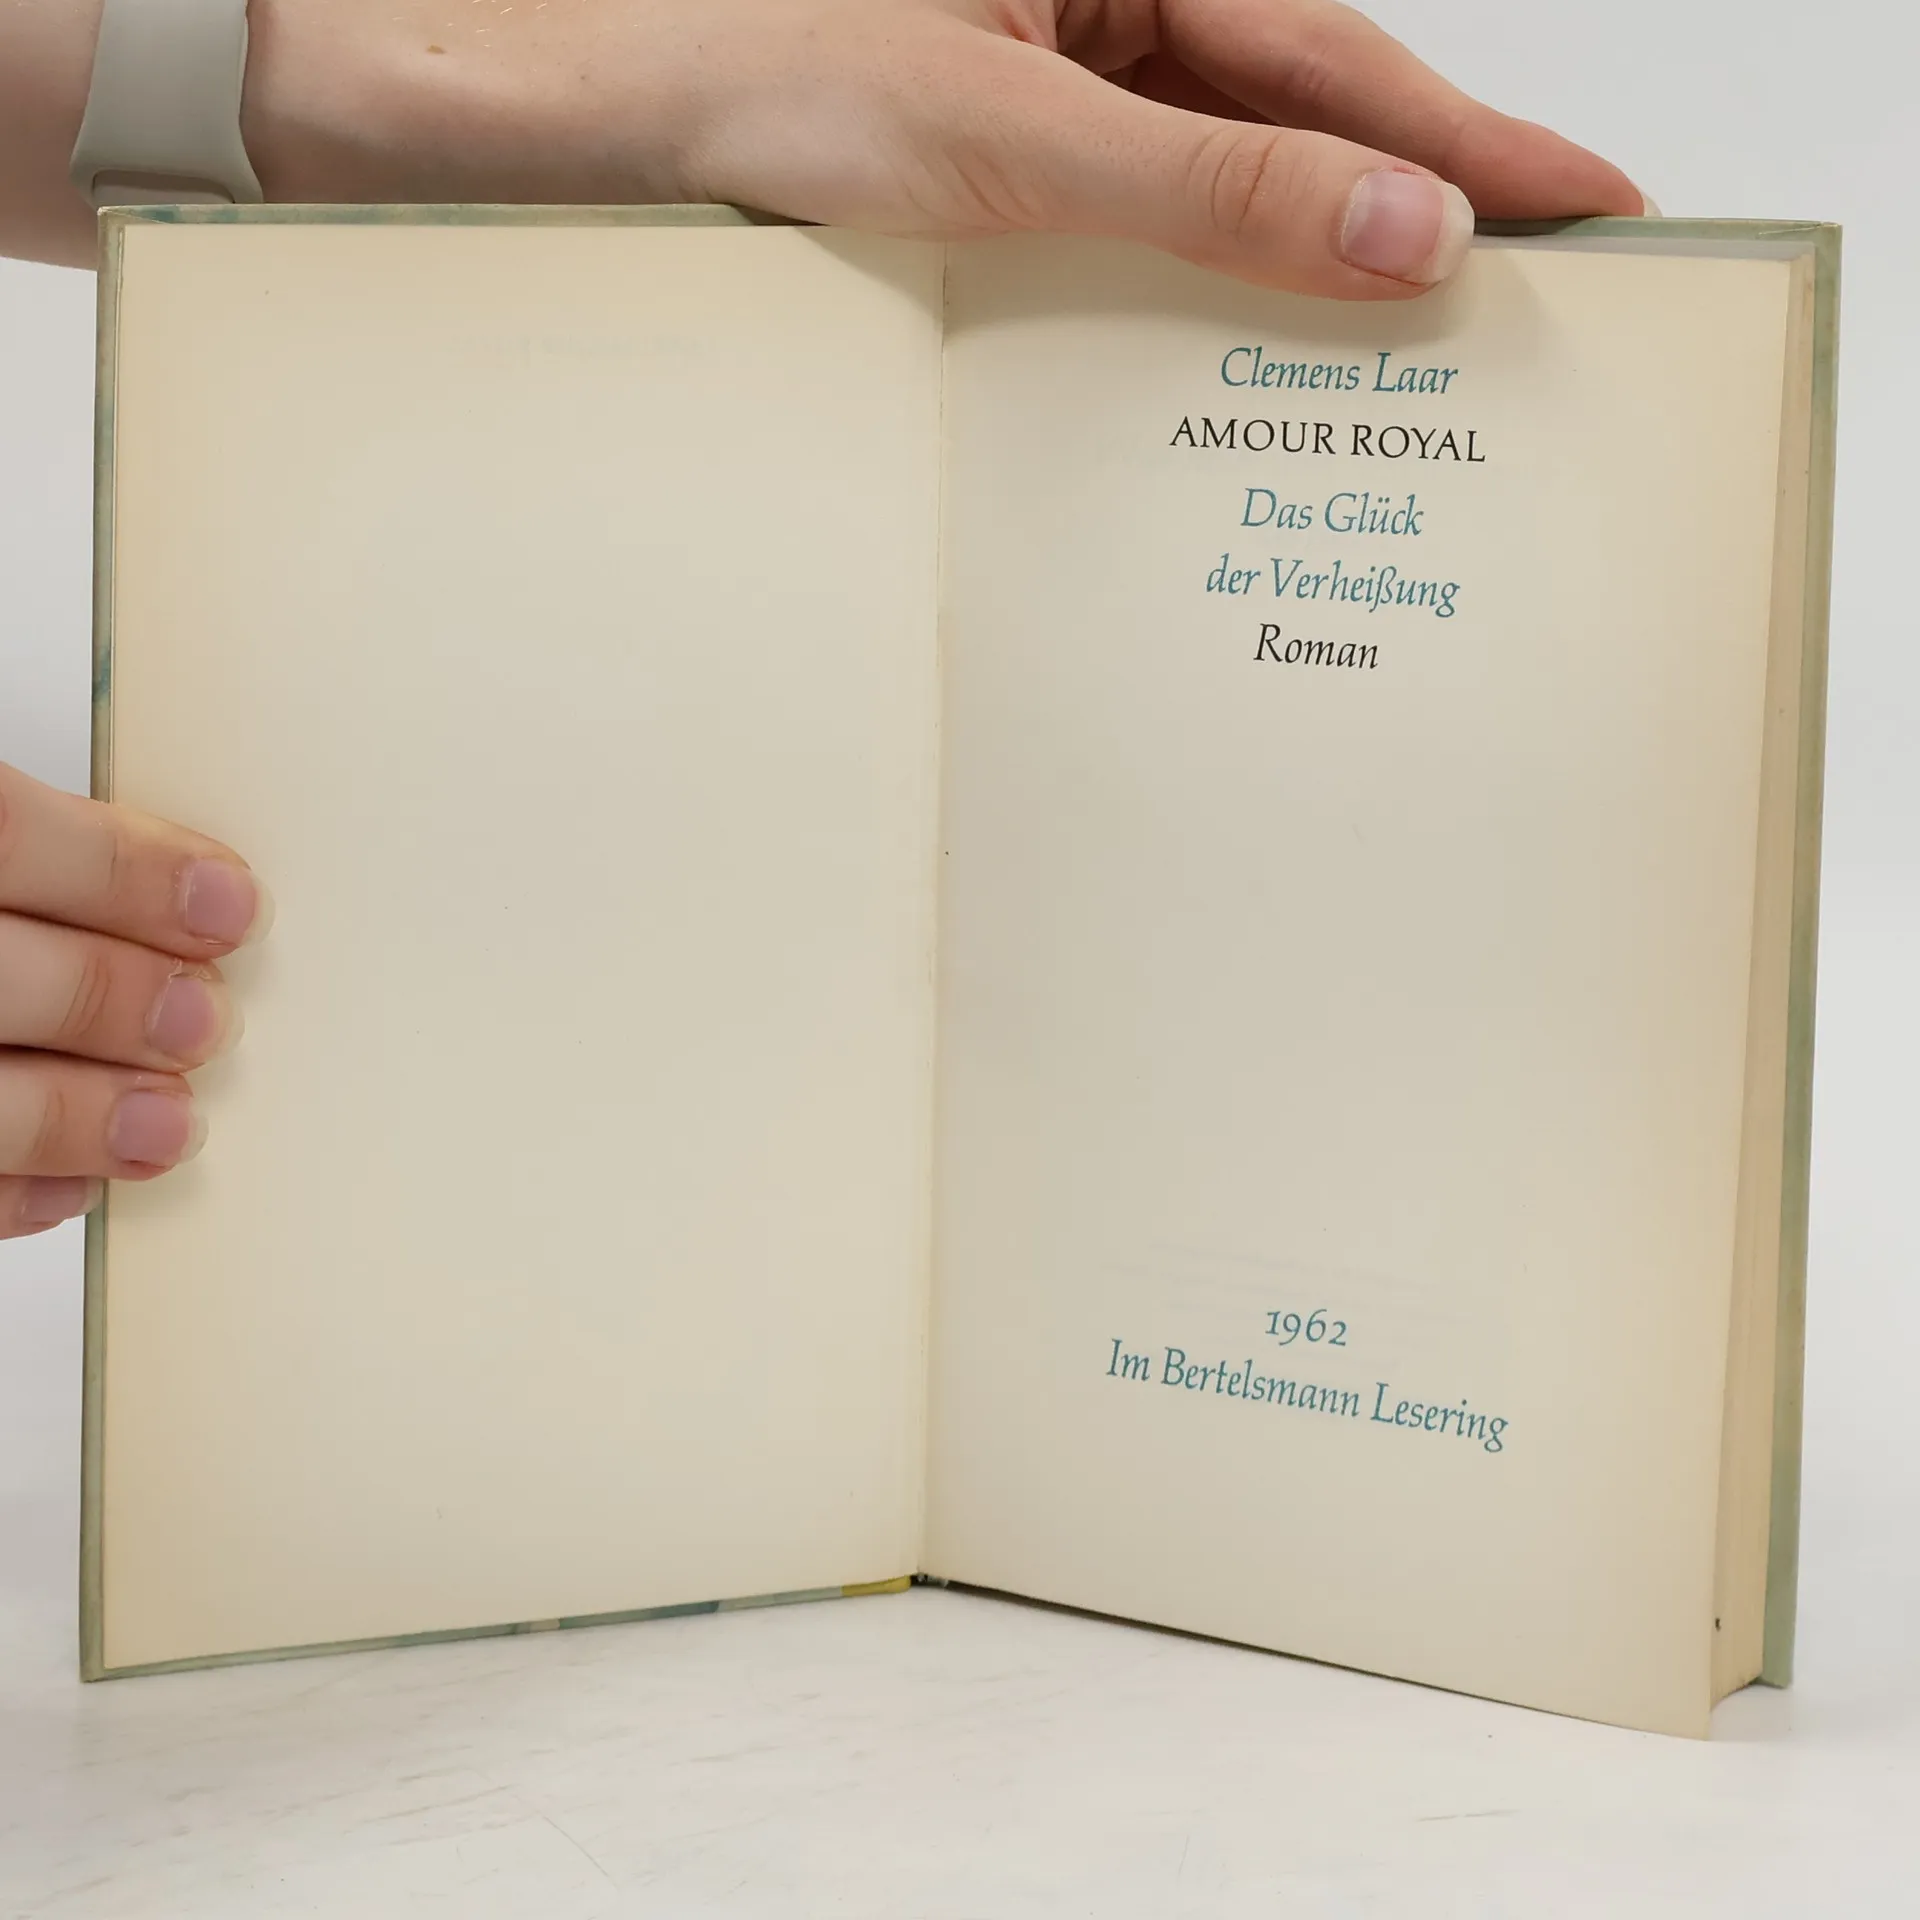 Clemens Laar
AMOUR ROYAL
Das Glück
der Verheißung
Roman
1962
Im Bertelsmann Lesering